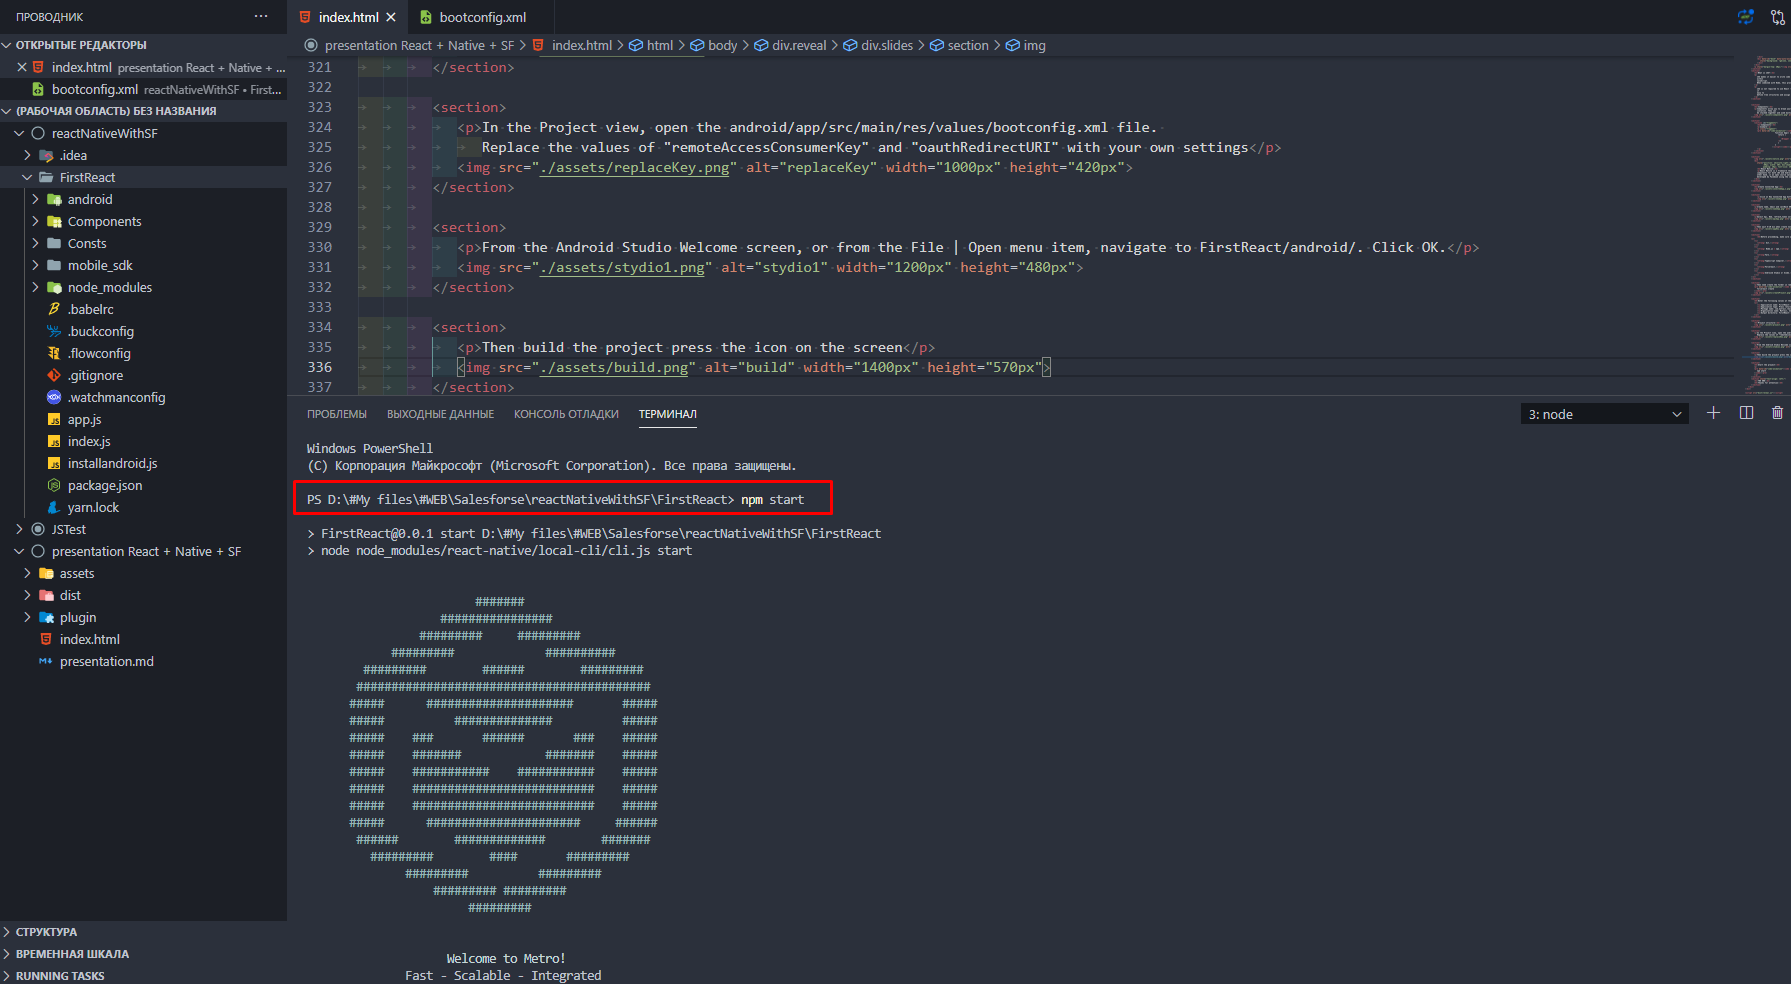 ПРОВОДНИК ···
ОТКРЫТЫЕ РЕДАКТОРЫ
index.html presentation React + Native + ...
bootconfig.xml reactNativeWithSF • First...
(РАБОЧАЯ ОБЛАСТЬ) БЕЗ НАЗВАНИЯ
reactNativeWithSF
.idea
FirstReact
android
Components
Consts
mobile_sdk
node_modules
.babelrc
.buckconfig
.flowconfig
.gitignore
.watchmanconfig
app.js
index.js
installandroid.js
package.json
yarn.lock
JSTest
presentation React + Native + SF
assets
dist
plugin
index.html
presentation.md
СТРУКТУРА
ВРЕМЕННАЯ ШКАЛА
RUNNING TASKS
index.html
bootconfig.xml
presentation React + Native + SF > index.html > html > body > div.reveal > div.slides > section > img
321 </section>
322
323 <section>
324 <p>In the Project view, open the android/app/src/main/res/values/bootconfig.xml file.
325 Replace the values of "remoteAccessConsumerKey" and "oauthRedirectURI" with your own settings</p>
326 <img src="./assets/replaceKey.png" alt="replaceKey" width="1000px" height="420px">
327 </section>
328
329 <section>
330 <p>From the Android Studio Welcome screen, or from the File | Open menu item, navigate to FirstReact/android/. Click OK.</p>
331 <img src="./assets/stydio1.png" alt="stydio1" width="1200px" height="480px">
332 </section>
333
334 <section>
335 <p>Then build the project press the icon on the screen</p>
336 <img src="./assets/build.png" alt="build" width="1400px" height="570px">
337 </section>
ПРОБЛЕМЫ ВЫХОДНЫЕ ДАННЫЕ КОНСОЛЬ ОТЛАДКИ ТЕРМИНАЛ 3: node
Windows PowerShell
(C) Корпорация Майкрософт (Microsoft Corporation). Все права защищены.
PS D:\#My files\#WEB\Salesforse\reactNativeWithSF\FirstReact> npm start
> FirstReact@0.0.1 start D:\#My files\#WEB\Salesforse\reactNativeWithSF\FirstReact
> node node_modules/react-native/local-cli/cli.js start
Welcome to Metro!
Fast - Scalable - Integrated